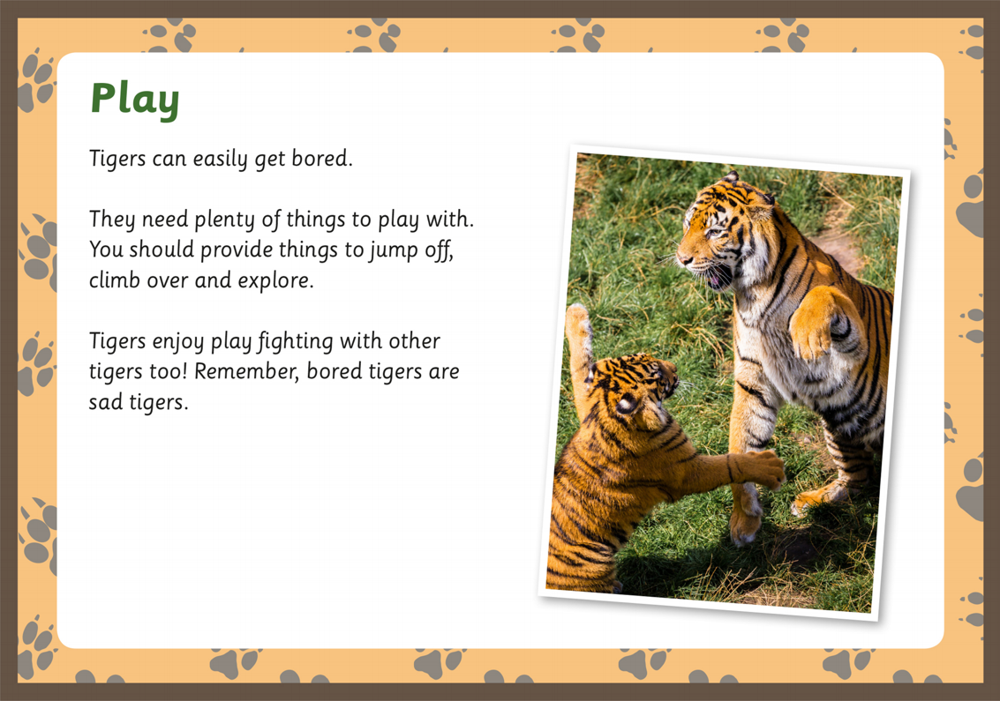 Play
Tigers can easily get bored.
They need plenty of things to play with.
You should provide things to jump off,
climb over and explore.
Tigers enjoy play fighting with other
tigers too! Remember, bored tigers are
sad tigers.